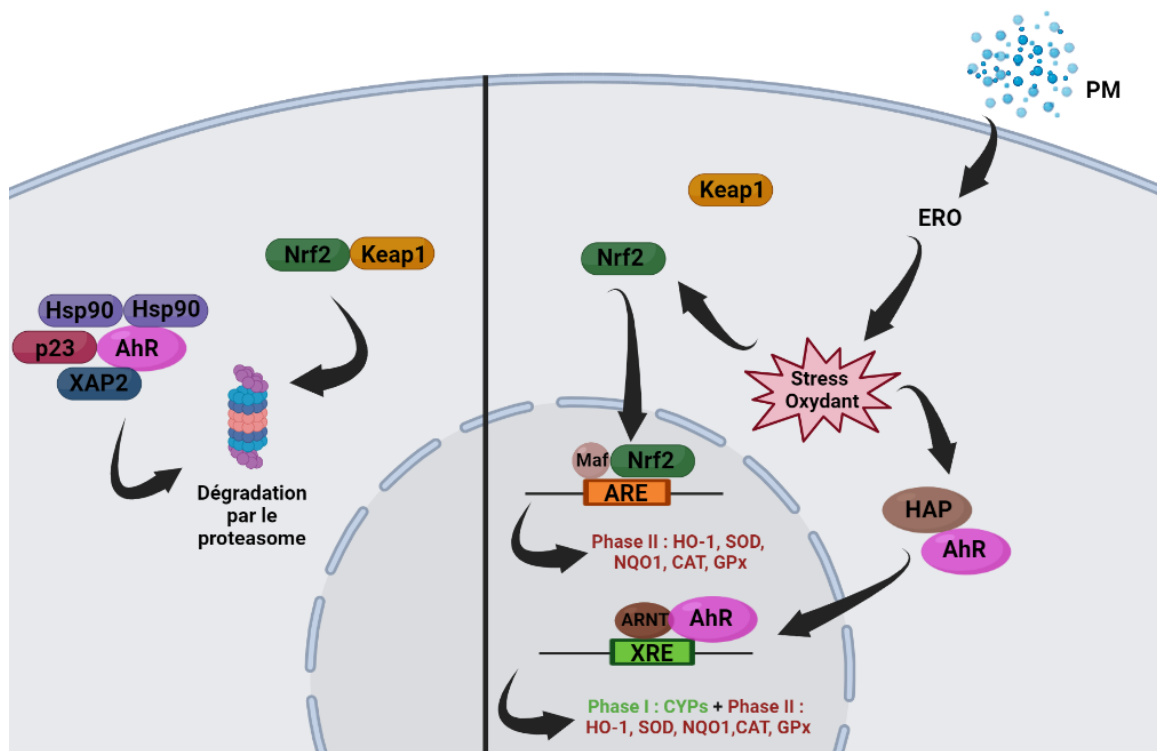 PM
Keap1
ERO
Nrf2
Keap1
Nrf2
Hsp90
Hsp90
p23
AhR
XAP2
Stress
Oxydant
Dégradation
par le
proteasome
Maf
Nrf2
ARE
HAP
AhR
Phase II : HO-1, SOD,
NQO1, CAT, GPx
ARNT
AhR
XRE
Phase I : CYPs + Phase II :
HO-1, SOD, NQO1,CAT, GPx